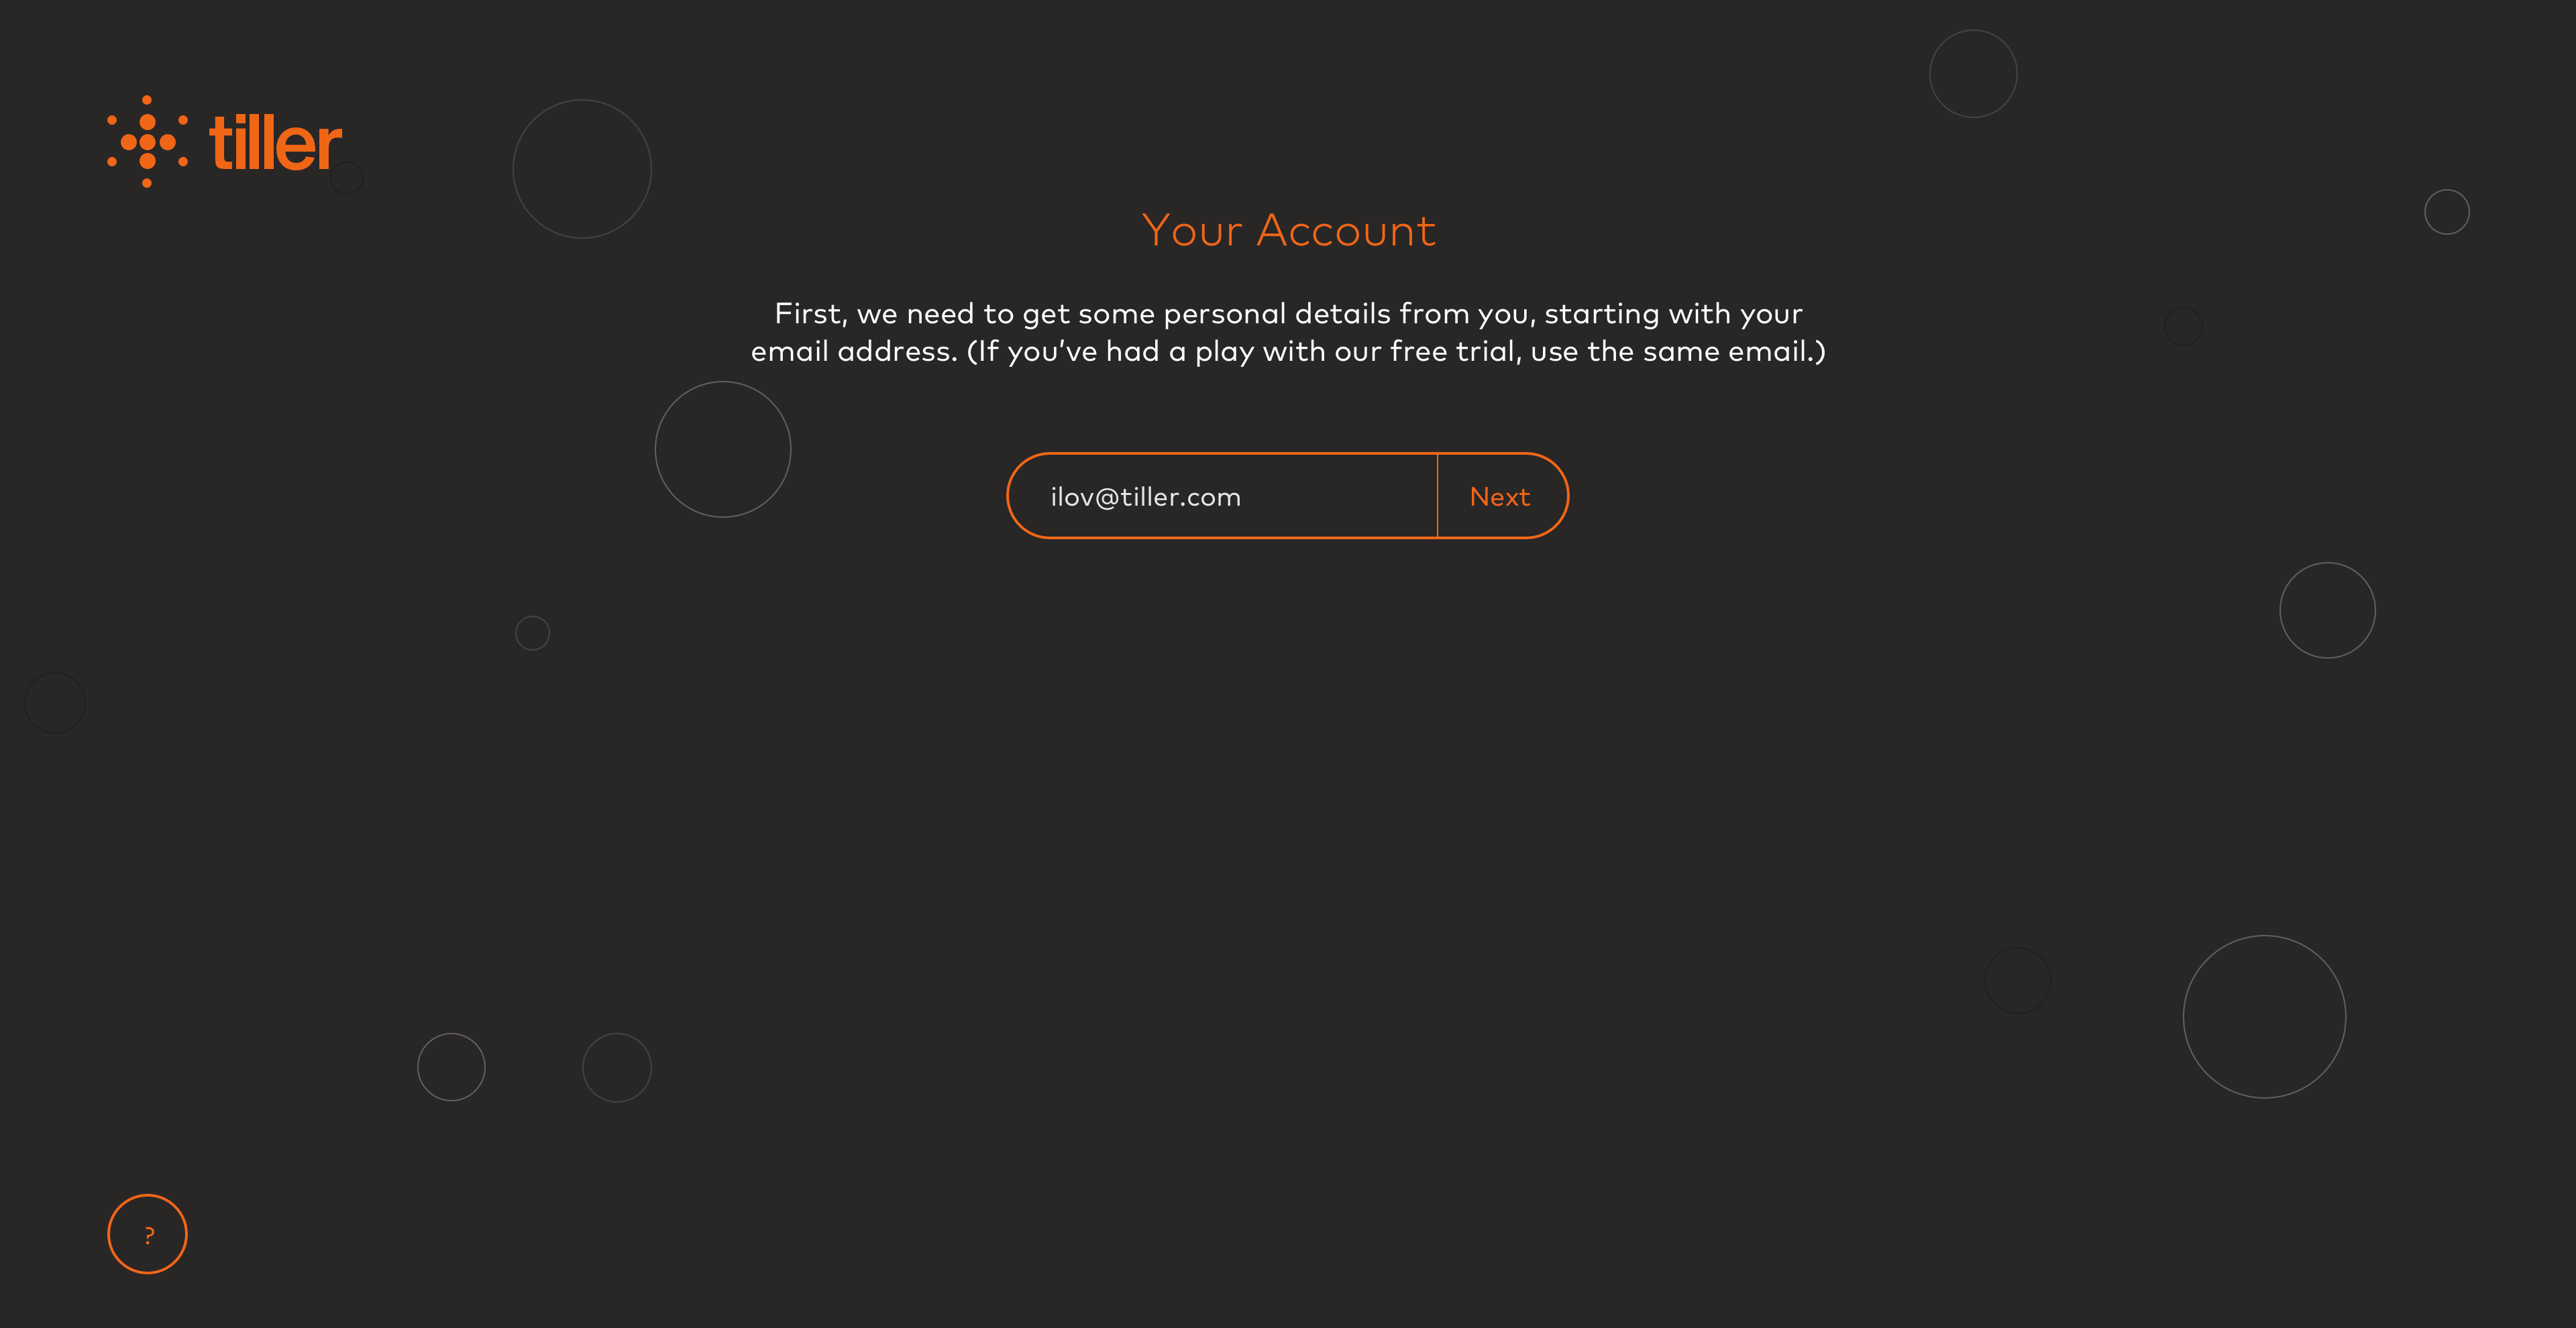 tiller
Your Account
First, we need to get some personal details from you, starting with your
email address. (If you’ve had a play with our free trial, use the same email.)
ilov@tiller.com
Next
?